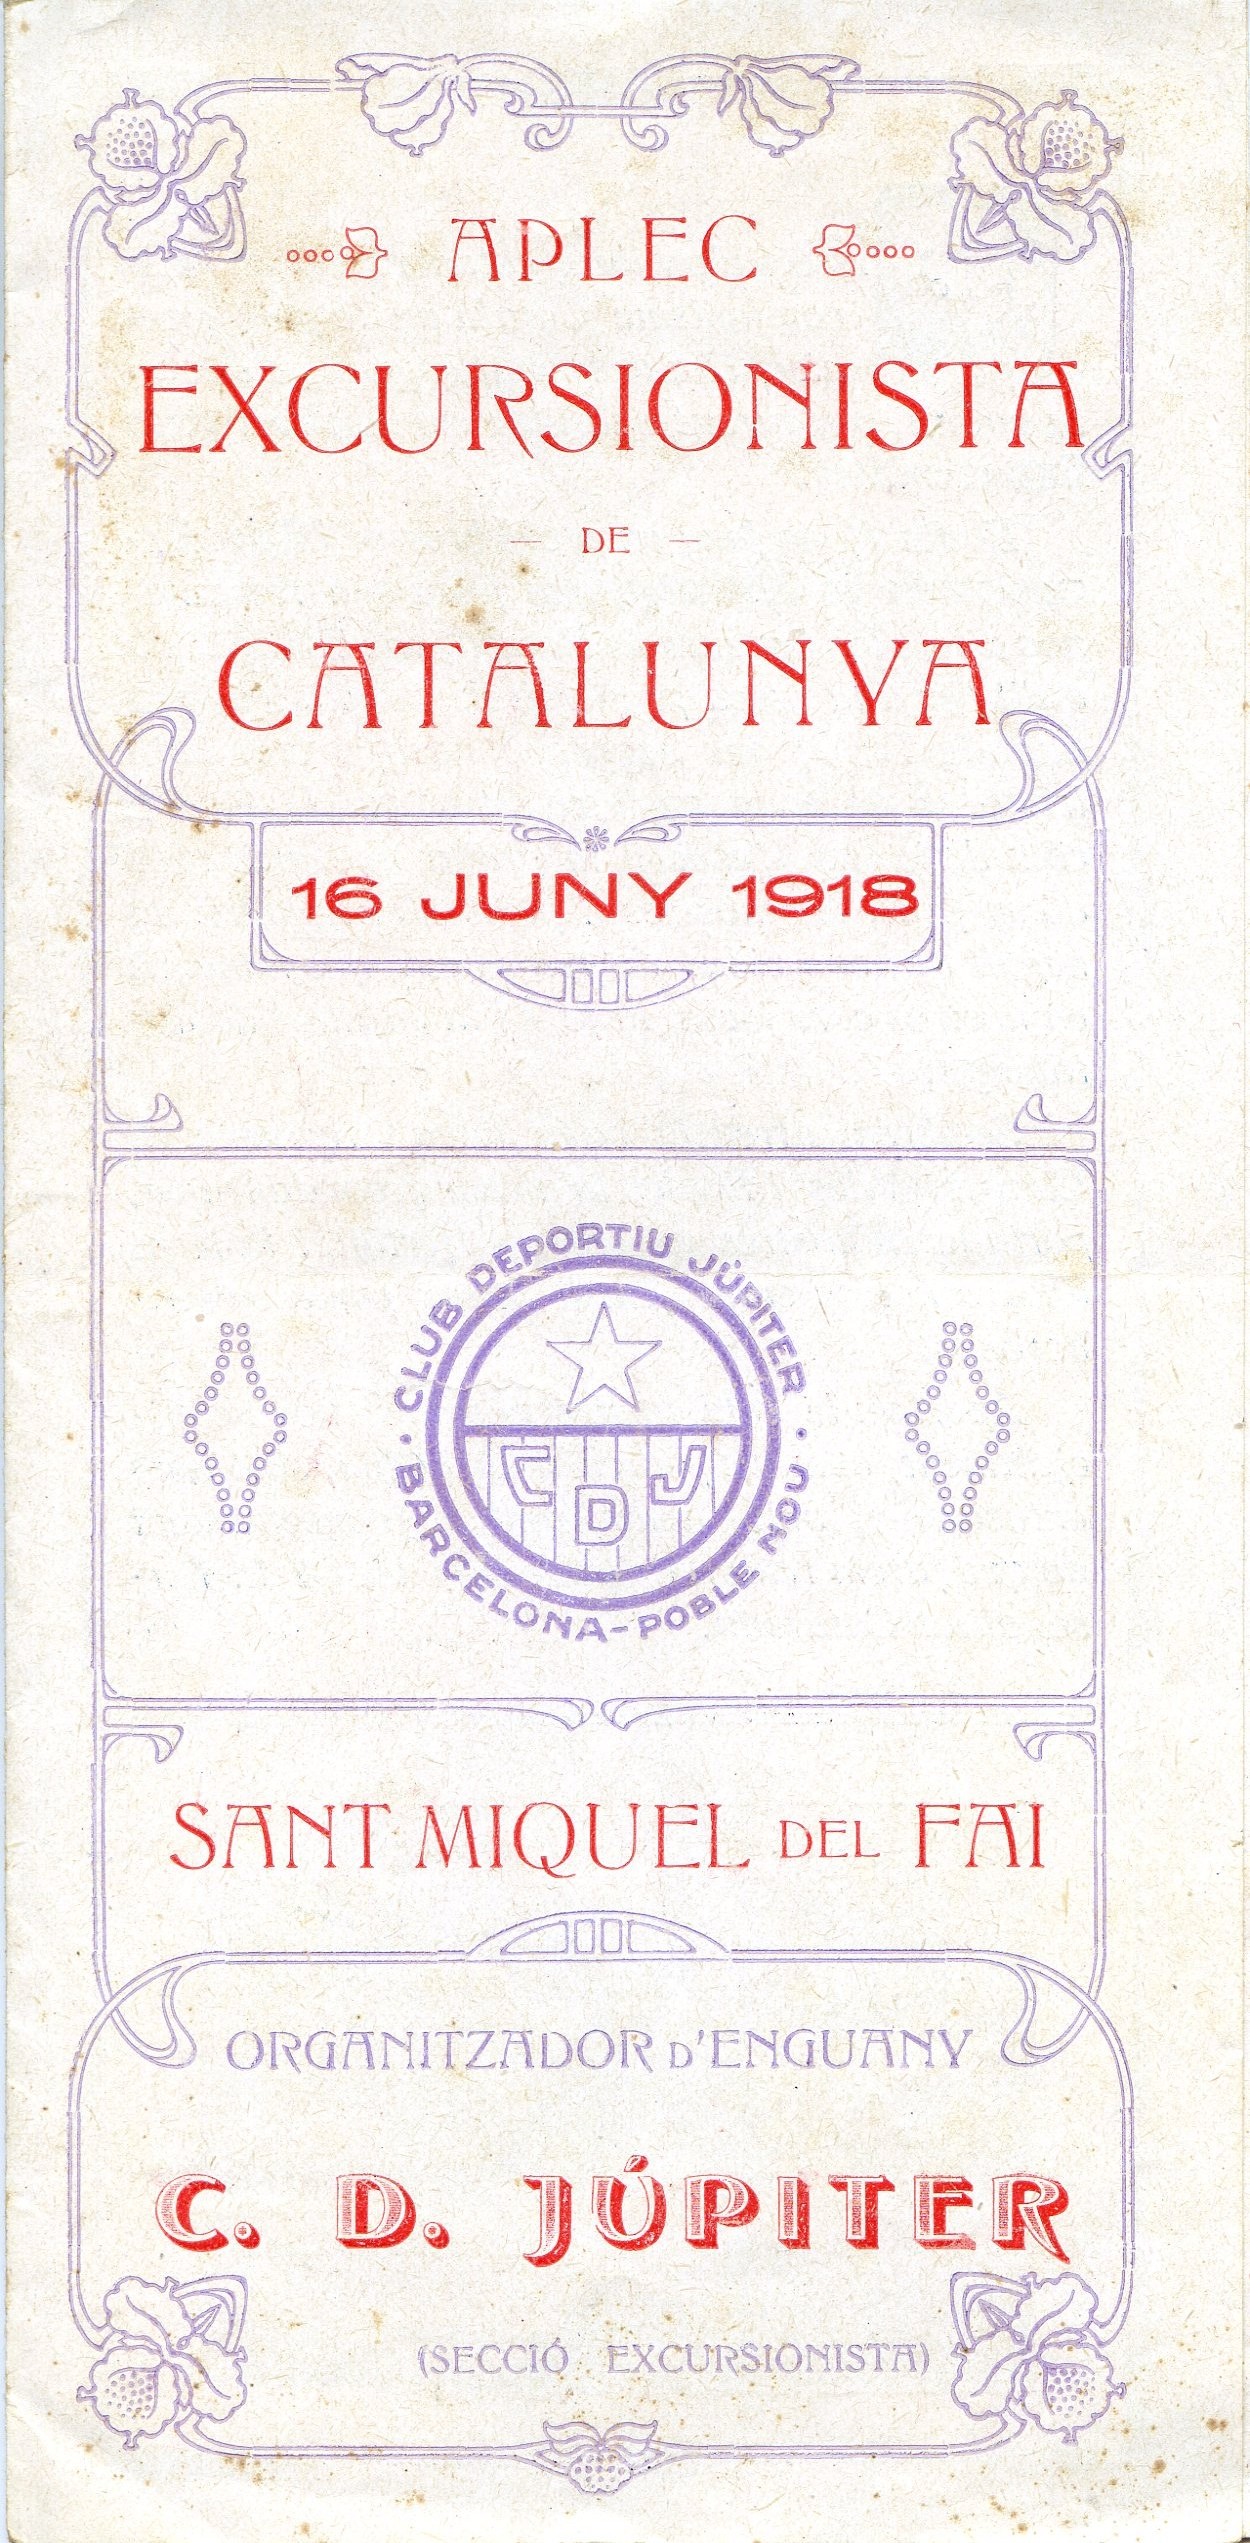 APLEC
EXCURSIONISTA
— DE —
CATALUNYA
16 JUNY 1918
· CLUB DEPORTIU JÚPITER ·
BARCELONA-POBLE NOU
C D J
SANT MIQUEL DEL FAI
ORGANITZADOR D'ENGUANY
C. D. JÚPITER
(SECCIÓ EXCURSIONISTA)